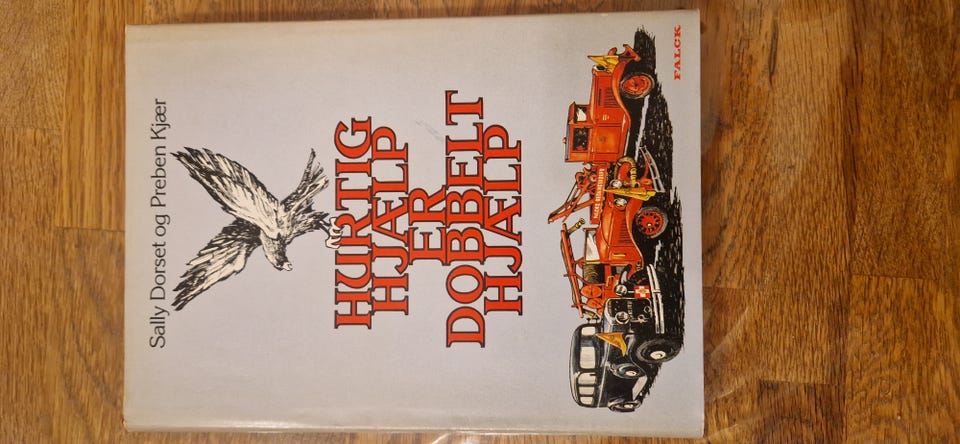 Sally Dorset og Preben Kjær
HURTIG
HJÆLP
ER
DOBBELT
HJÆLP
FALCK